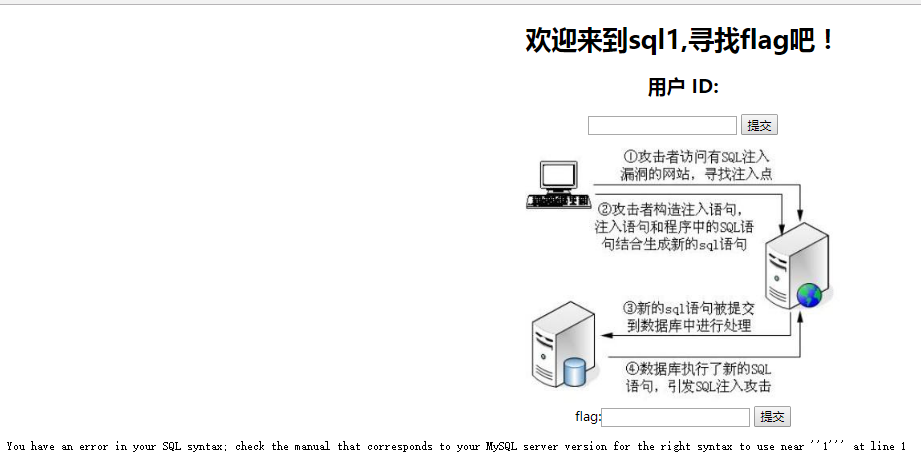 欢迎来到sql1,寻找flag吧！
用户 ID:
提交
①攻击者访问有SQL注入
漏洞的网站，寻找注入点
②攻击者构造注入语句，
注入语句和程序中的SQL语
句结合生成新的sql语句
③新的sql语句被提交
到数据库中进行处理
④数据库执行了新的SQL
语句，引发SQL注入攻击
flag: 提交
You have an error in your SQL syntax; check the manual that corresponds to your MySQL server version for the right syntax to use near ''1''' at line 1